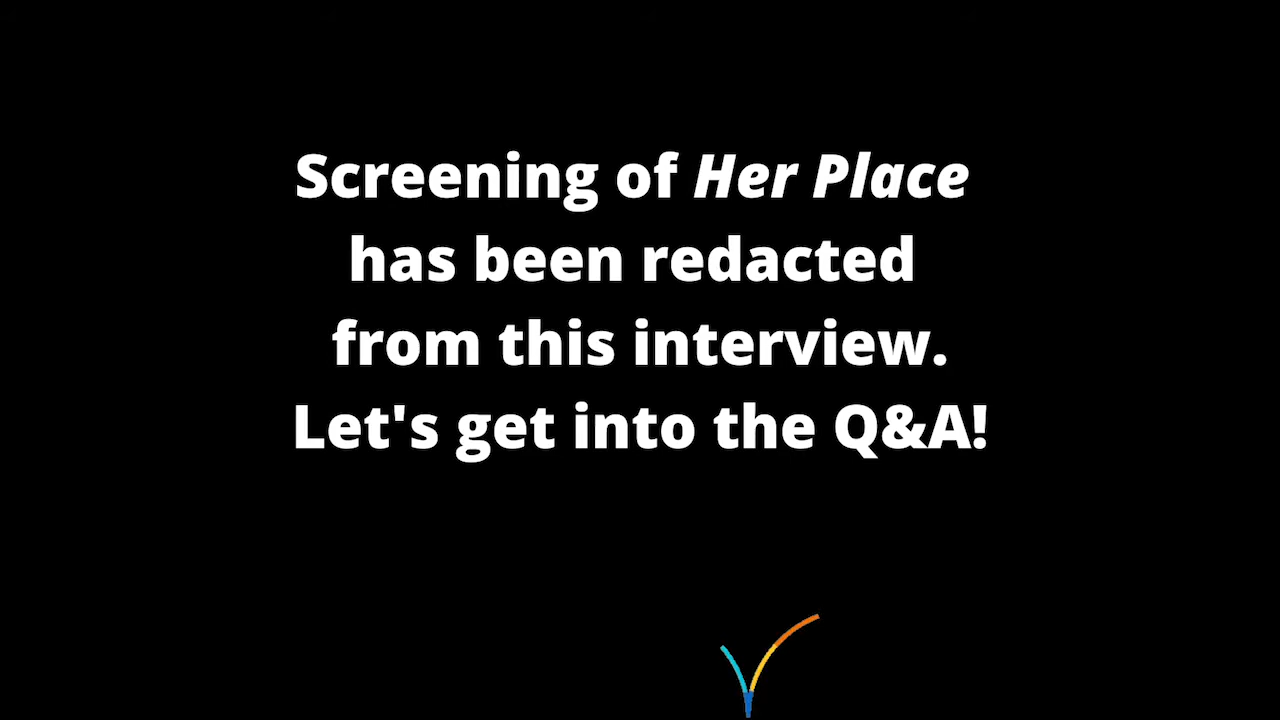 Screening of Her Place
has been redacted
from this interview.
Let's get into the Q&A!